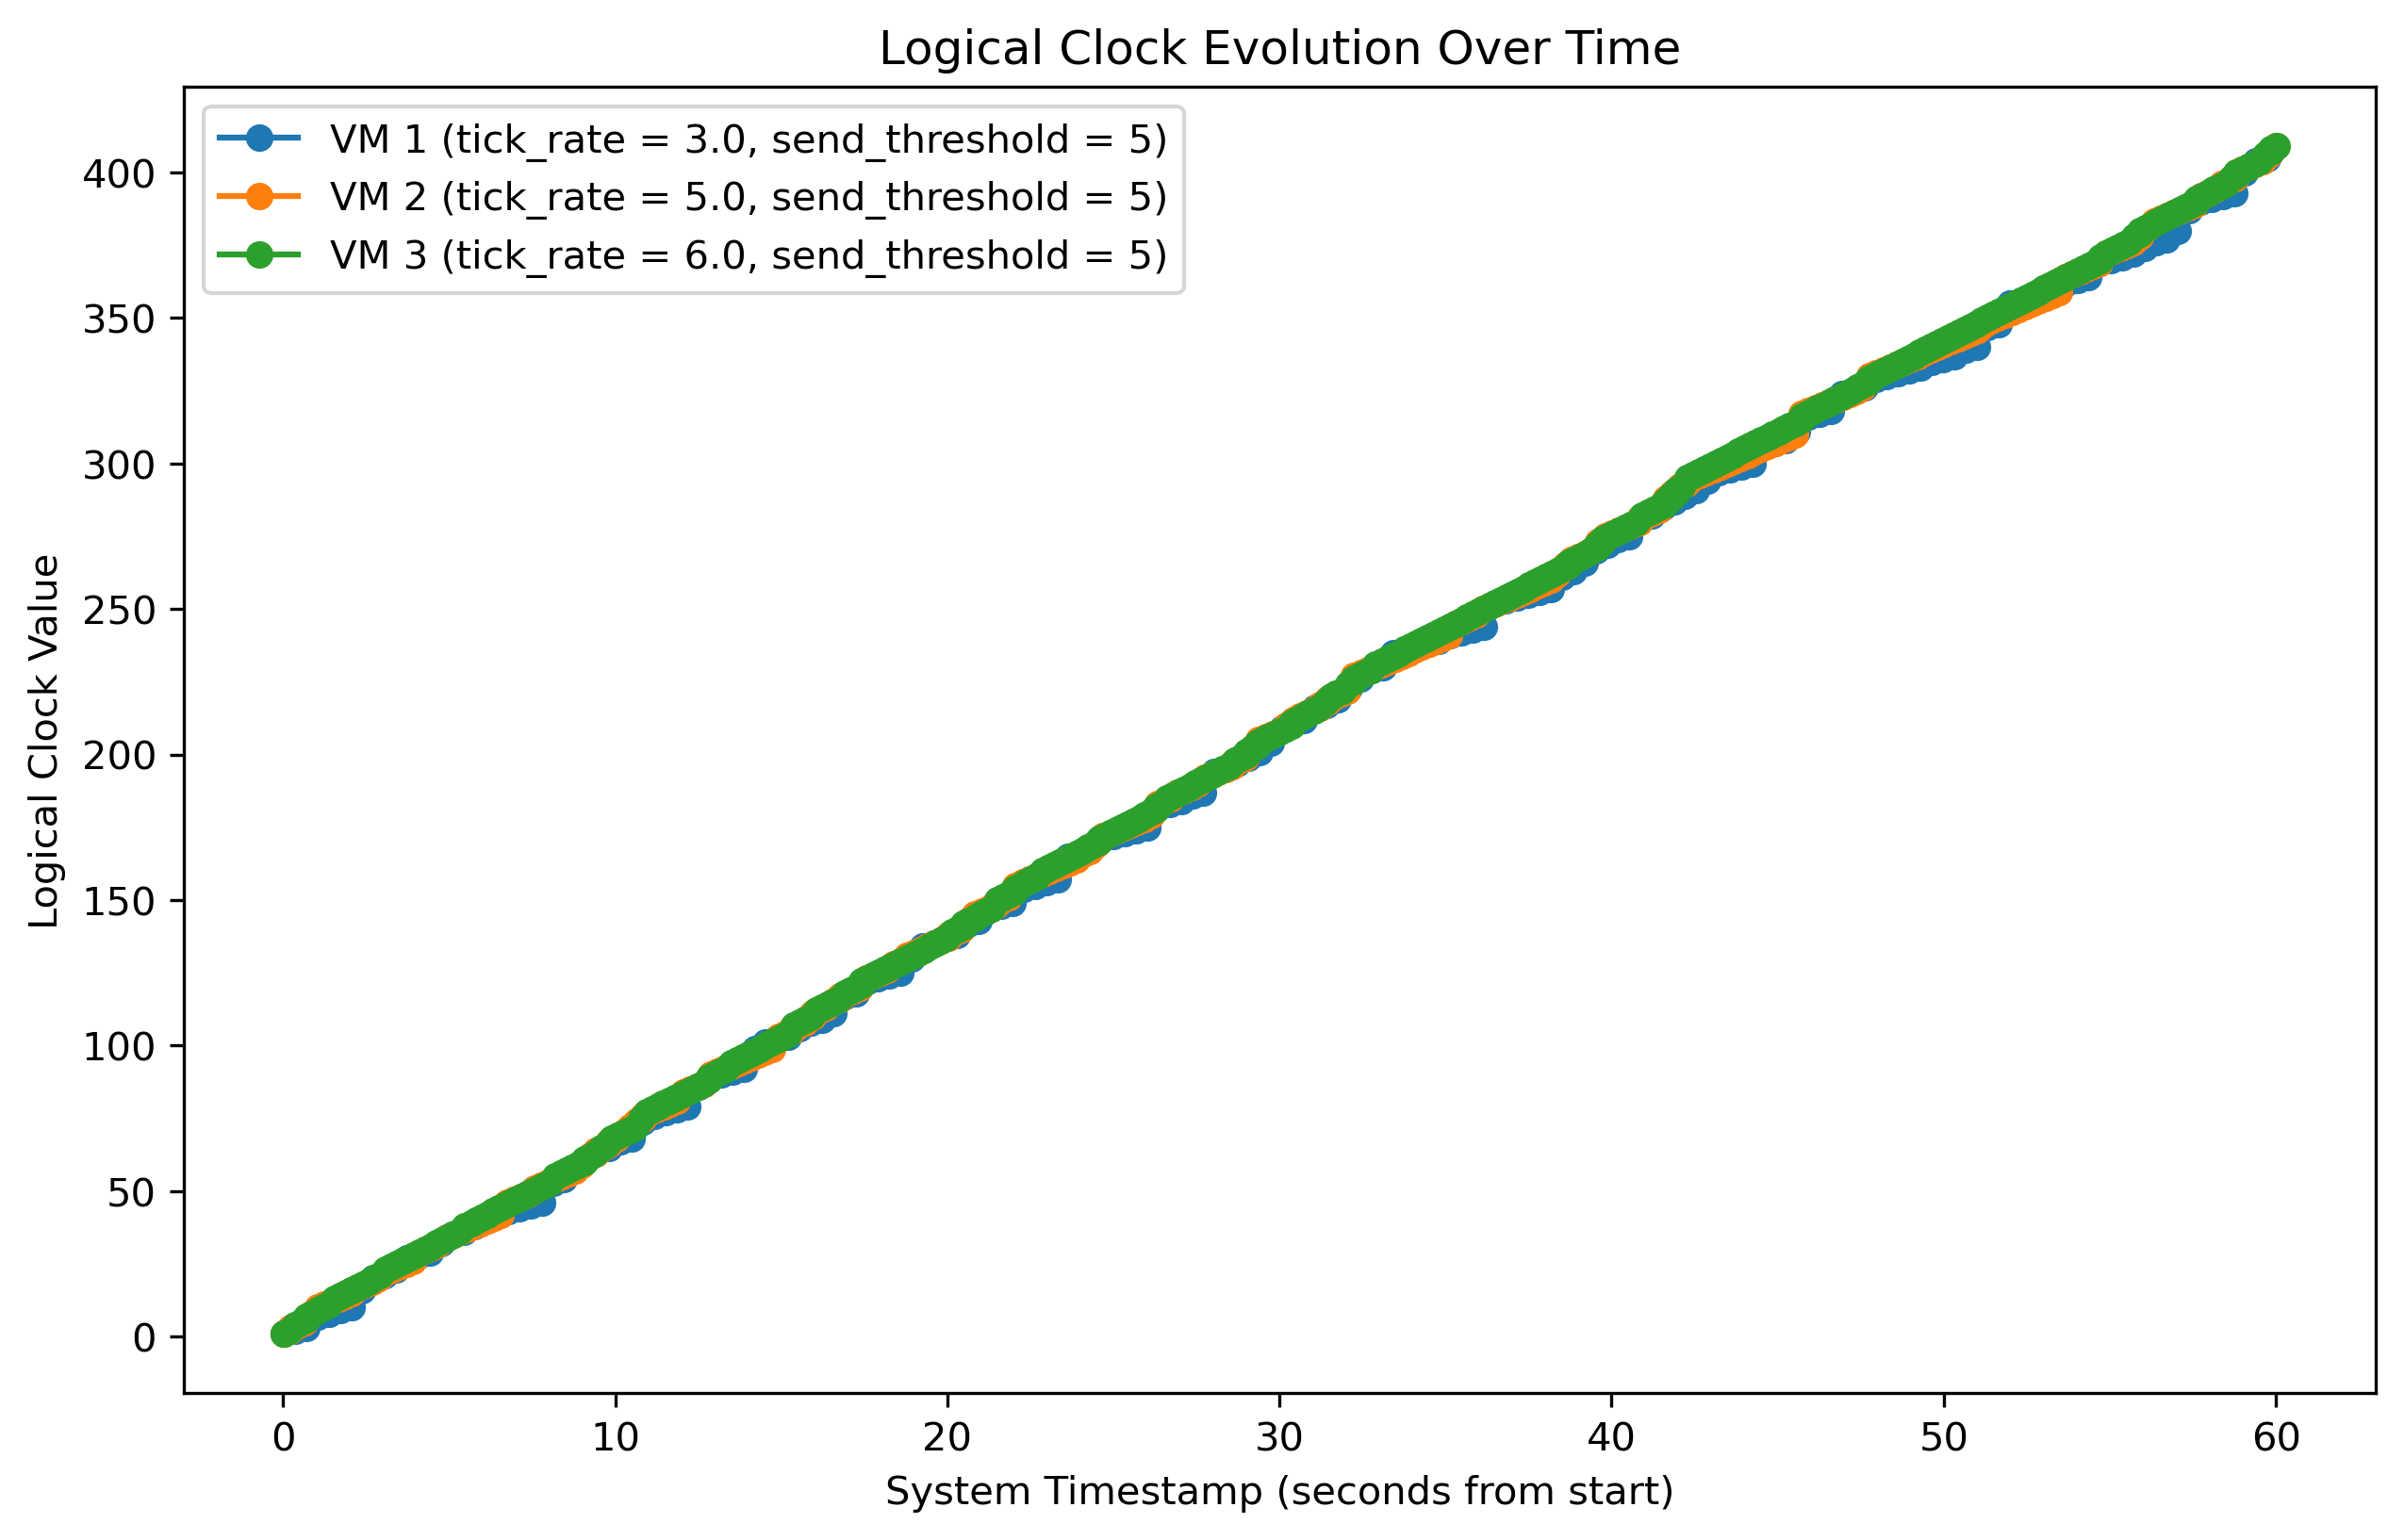 Logical Clock Evolution Over Time
VM 1 (tick_rate = 3.0, send_threshold = 5)
VM 2 (tick_rate = 5.0, send_threshold = 5)
VM 3 (tick_rate = 6.0, send_threshold = 5)
Logical Clock Value
400
350
300
250
200
150
100
50
0
0 10 20 30 40 50 60
System Timestamp (seconds from start)